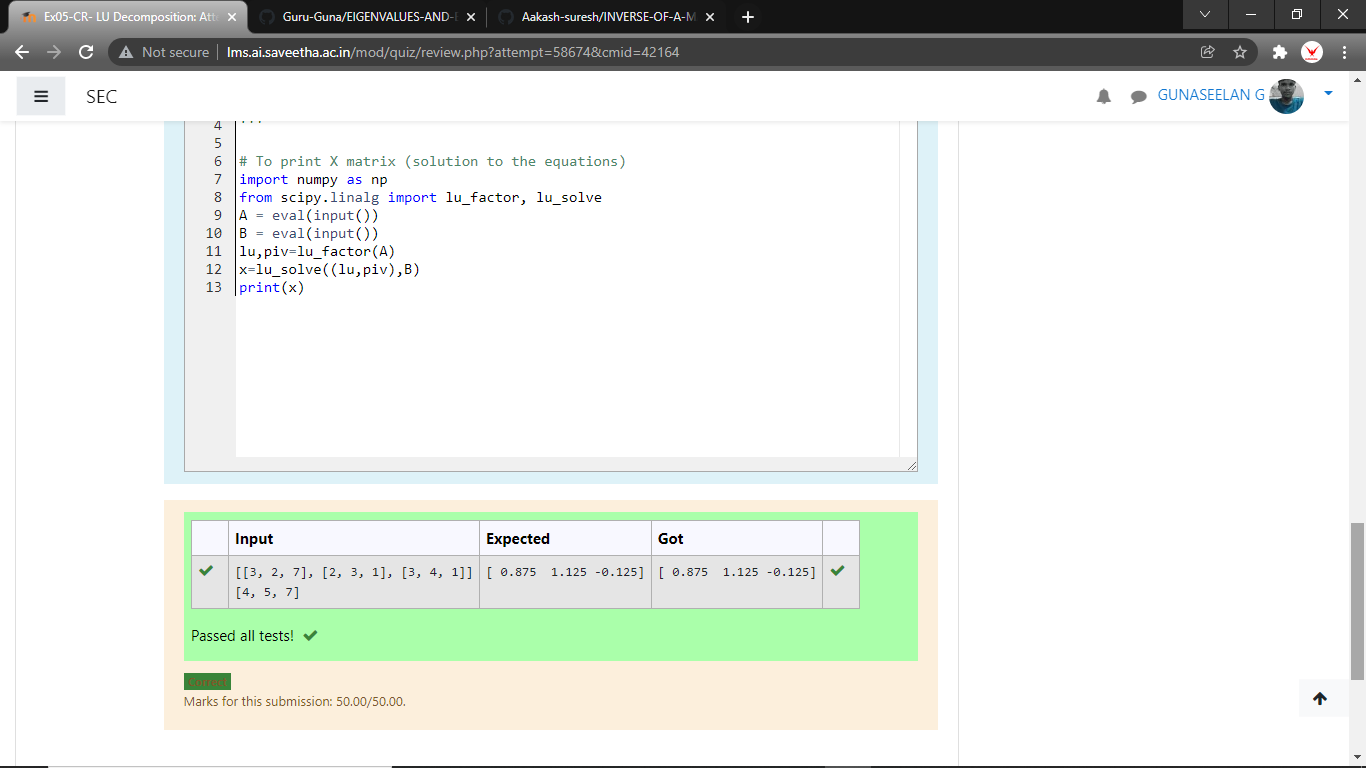 Ex05-CR- LU Decomposition: Att
Guru-Guna/EIGENVALUES-AND-
Aakash-suresh/INVERSE-OF-A-M
Not secure
lms.ai.saveetha.ac.in/mod/quiz/review.php?attempt=58674&cmid=42164
SEC
GUNASEELAN G
4 '''
5
6 # To print X matrix (solution to the equations)
7 import numpy as np
8 from scipy.linalg import lu_factor, lu_solve
9 A = eval(input())
10 B = eval(input())
11 lu,piv=lu_factor(A)
12 x=lu_solve((lu,piv),B)
13 print(x)
Input Expected Got
[[3, 2, 7], [2, 3, 1], [3, 4, 1]] [ 0.875 1.125 -0.125] [ 0.875 1.125 -0.125]
[4, 5, 7]
Passed all tests!
Correct
Marks for this submission: 50.00/50.00.